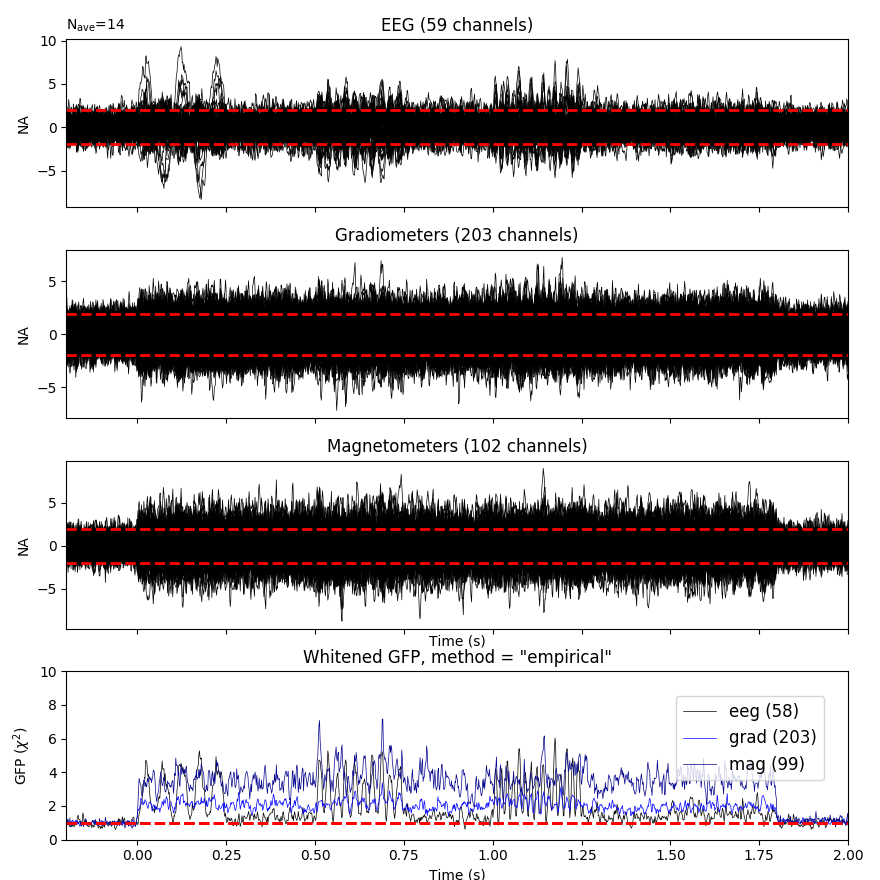 Nave=14
EEG (59 channels)
10
5
0
−5
NA
Gradiometers (203 channels)
5
0
−5
NA
Magnetometers (102 channels)
5
0
−5
NA
Time (s)
Whitened GFP, method = "empirical"
10
8
6
4
2
0
GFP (χ²)
eeg (58)
grad (203)
mag (99)
0.00 0.25 0.50 0.75 1.00 1.25 1.50 1.75 2.00
Time (s)